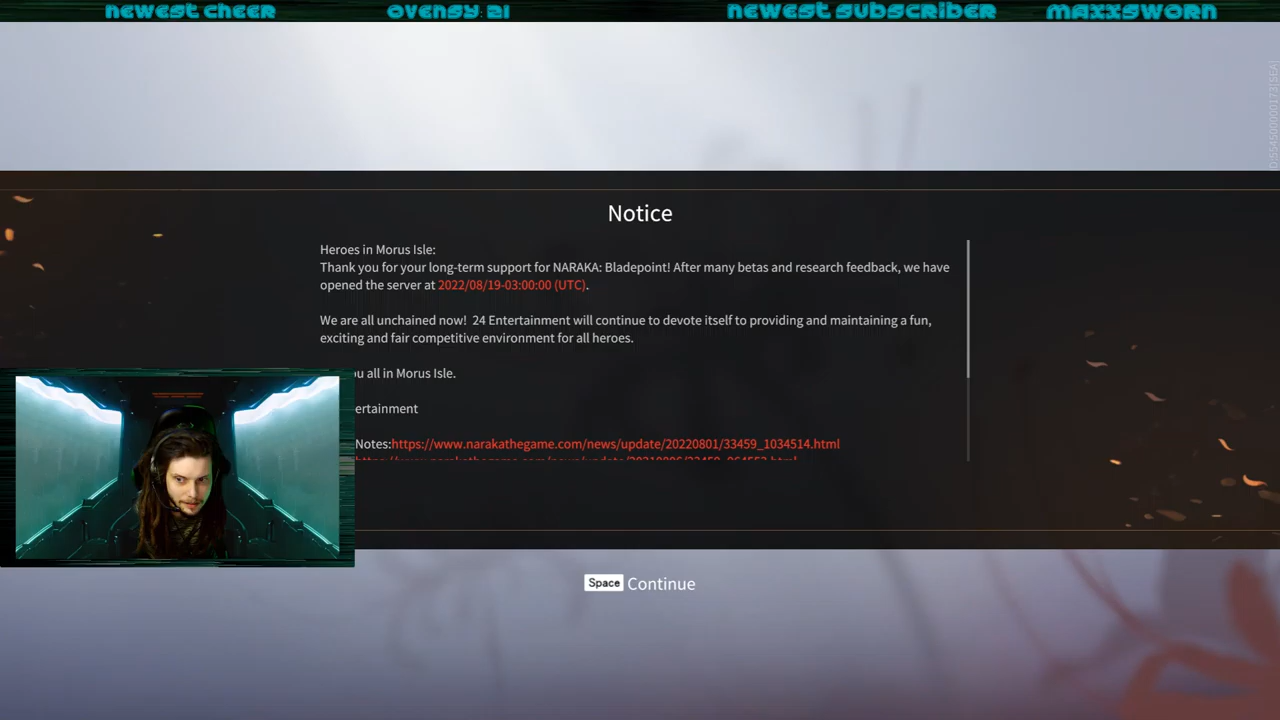 newest cheer ovensy: 21 newest subscriber maxxsworn
Notice
Heroes in Morus Isle:
Thank you for your long-term support for NARAKA: Bladepoint! After many betas and research feedback, we have
opened the server at 2022/08/19-03:00:00 (UTC).
We are all unchained now! 24 Entertainment will continue to devote itself to providing and maintaining a fun,
exciting and fair competitive environment for all heroes.
u all in Morus Isle.
ertainment
Notes:https://www.narakathegame.com/news/update/20220801/33459_1034514.html
Space Continue